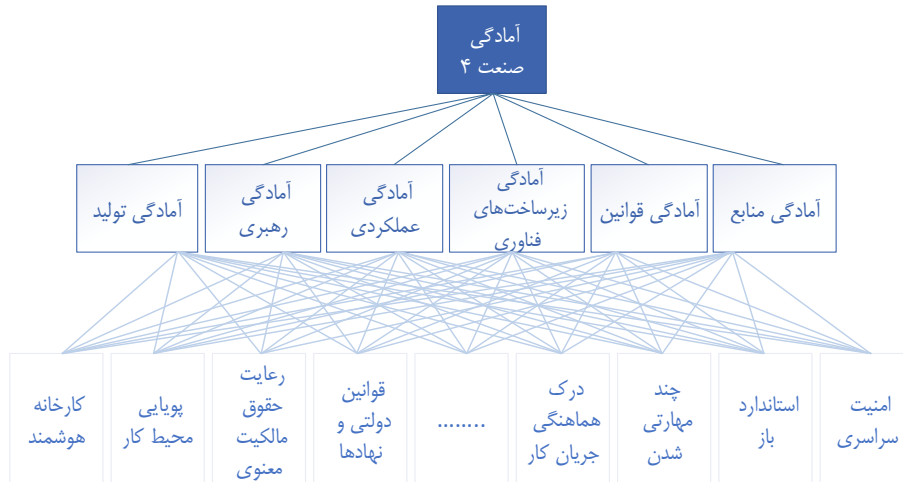 آمادگی
صنعت ۴
آمادگی منابع
آمادگی قوانین
آمادگی
زیرساخت‌های
فناوری
آمادگی
عملکردی
آمادگی
رهبری
آمادگی تولید
امنیت
سراسری
استاندارد
باز
چند
مهارتی
شدن
درک
هماهنگی
جریان کار
........
قوانین
دولتی و
نهادها
رعایت
حقوق
مالکیت
معنوی
پویایی
محیط کار
کارخانه
هوشمند